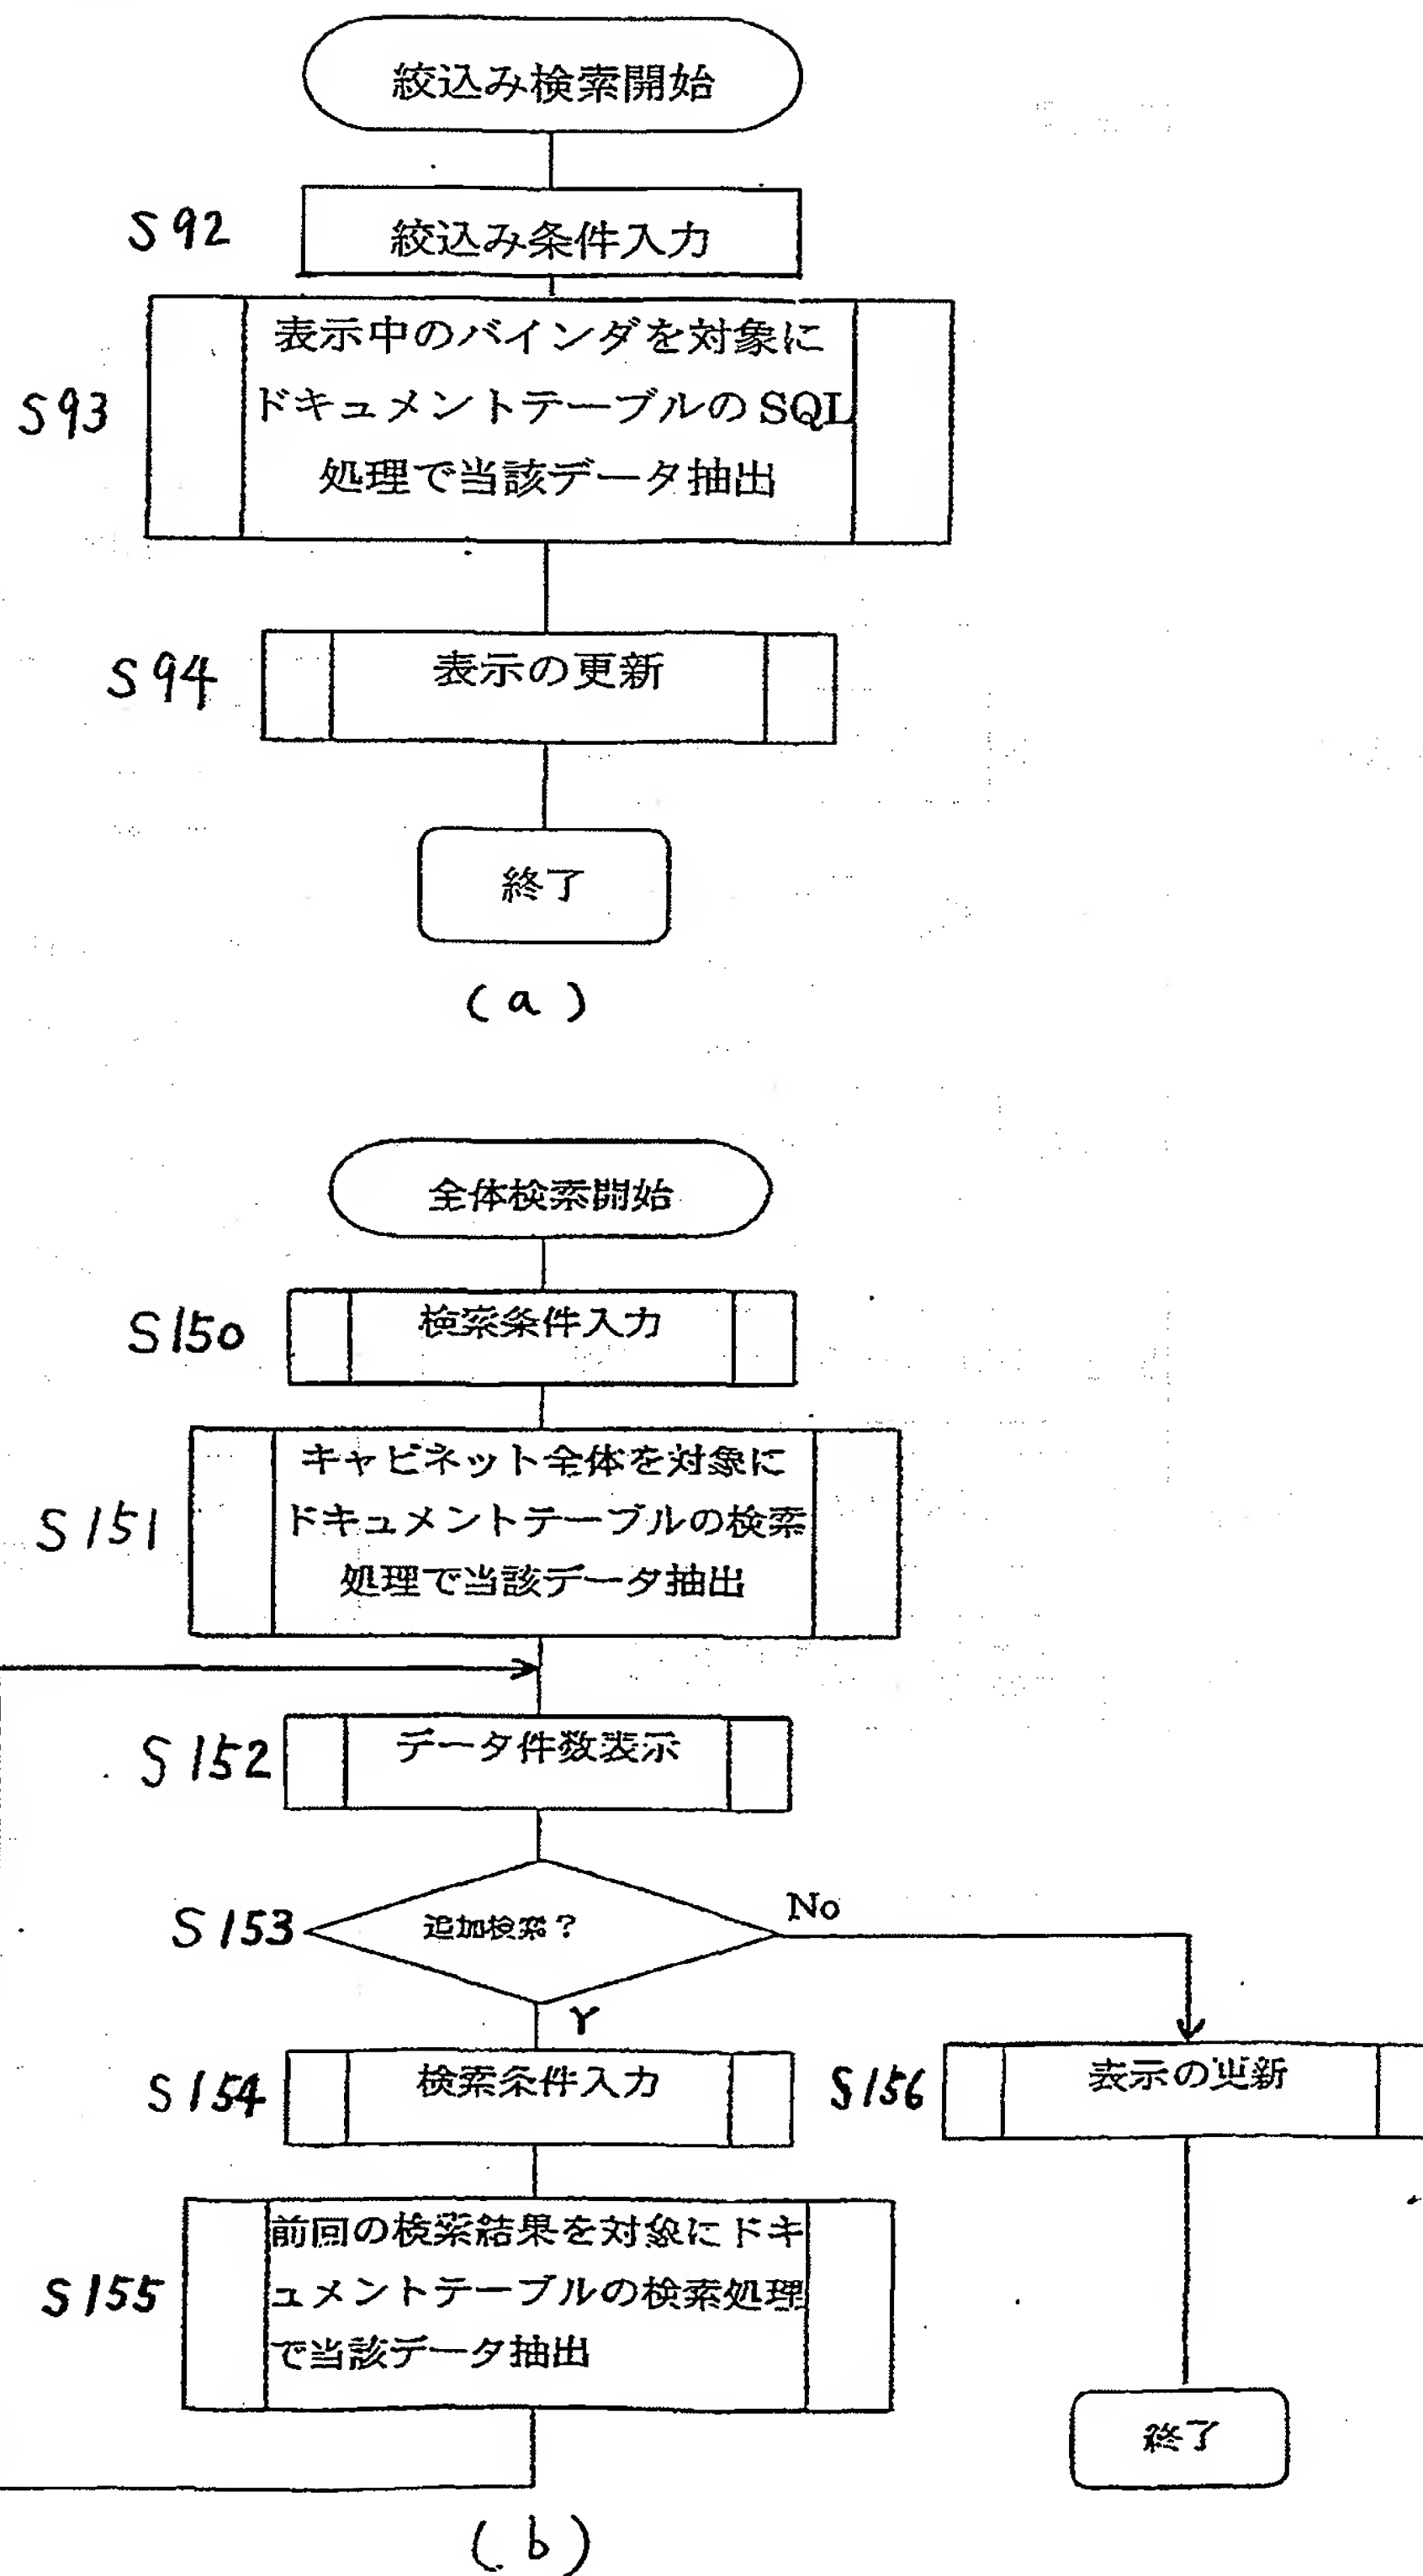 絞込み検索開始
S92
絞込み条件入力
S93
表示中のバインダを対象に
ドキュメントテーブルのSQL
処理で当該データ抽出
S94
表示の更新
終了
(a)
全体検索開始
S150
検索条件入力
S151
キャビネット全体を対象に
ドキュメントテーブルの検索
処理で当該データ抽出
S152
データ件数表示
S153
追加検索？
No
Y
S154
検索条件入力
S156
表示の更新
S155
前回の検索結果を対象にドキ
ュメントテーブルの検索処理
で当該データ抽出
終了
(b)